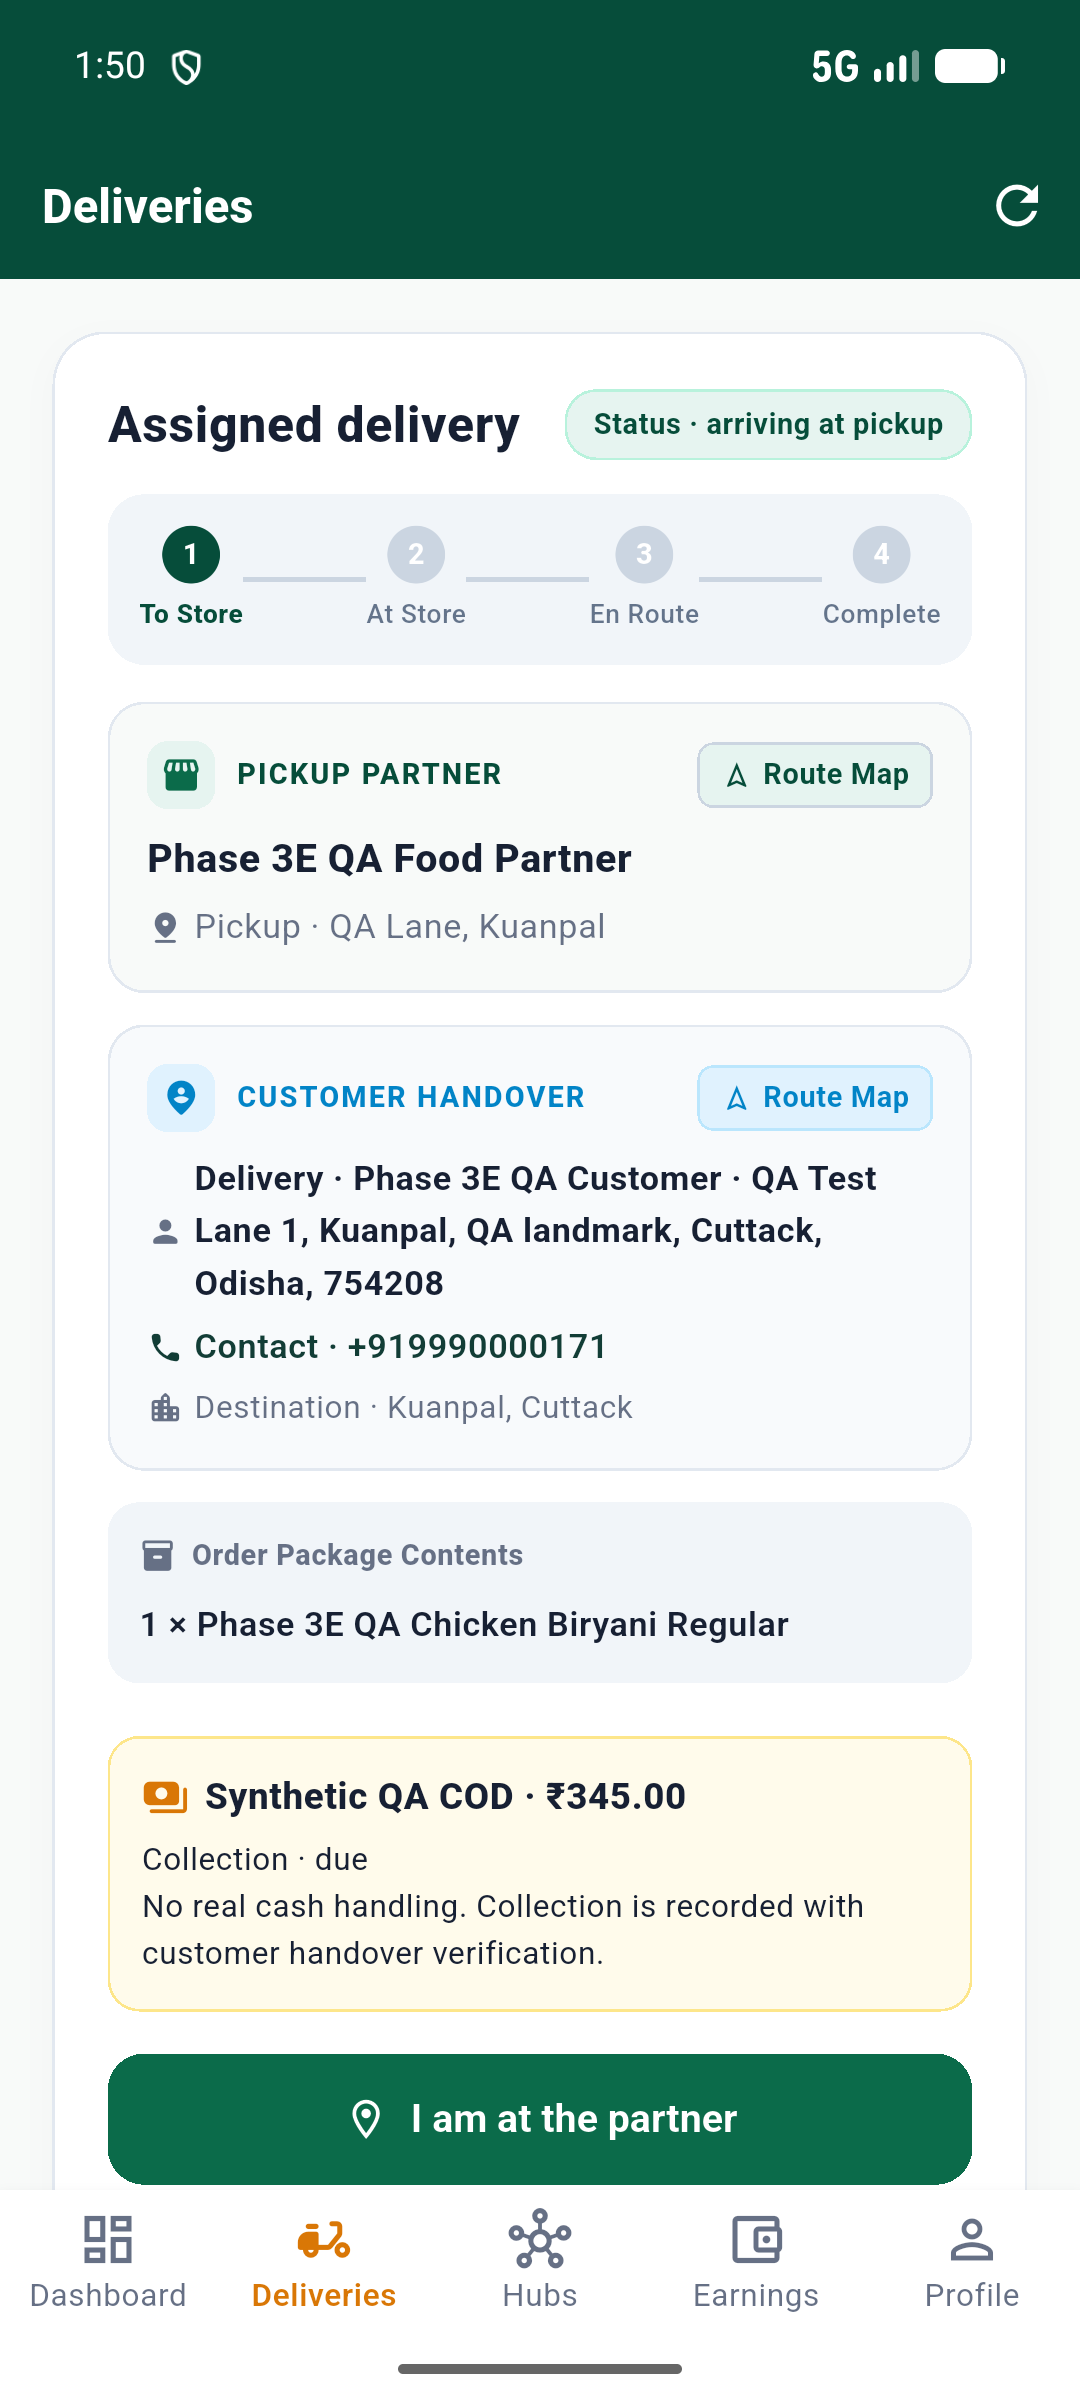 1:50
5G
Deliveries
Assigned delivery
Status · arriving at pickup
1
2
3
4
To Store
At Store
En Route
Complete
PICKUP PARTNER
Route Map
Phase 3E QA Food Partner
Pickup · QA Lane, Kuanpal
CUSTOMER HANDOVER
Route Map
Delivery · Phase 3E QA Customer · QA Test
Lane 1, Kuanpal, QA landmark, Cuttack,
Odisha, 754208
Contact · +919990000171
Destination · Kuanpal, Cuttack
Order Package Contents
1 × Phase 3E QA Chicken Biryani Regular
Synthetic QA COD · ₹345.00
Collection · due
No real cash handling. Collection is recorded with
customer handover verification.
I am at the partner
Dashboard
Deliveries
Hubs
Earnings
Profile